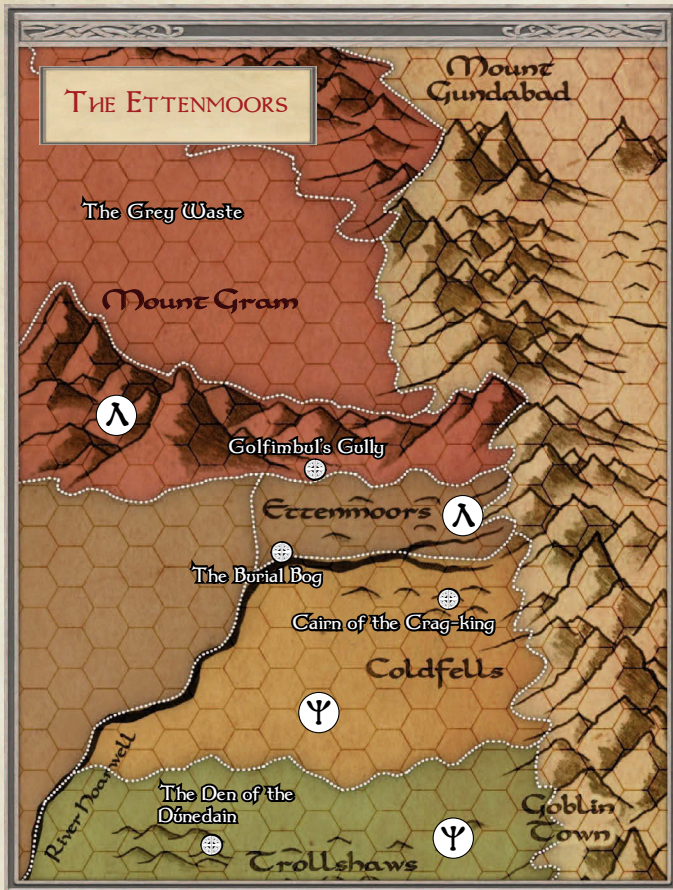 Mount
Gundabad
The Ettenmoors
The Grey Waste
Mount Gram
Golfimbul's Gully
Ettenmoors
The Burial Bog
Cairn of the Crag-king
Coldfells
River Hoarwell
The Den of the
Dúnedain
Goblin
Town
Trollshaws